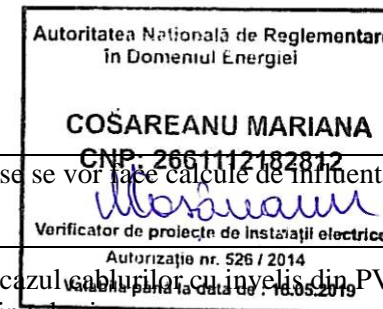 Autoritatea Națională de Reglementare
în Domeniul Energiei
COȘAREANU MARIANA
CNP: 2661112182812
se se vor face calcule de influent
Verificator de proiecte de instalații electrice
Autorizație nr. 526 / 2014
cazul cablurilor cu invelis din PV
Valabilă până la data de : 16.05.2019